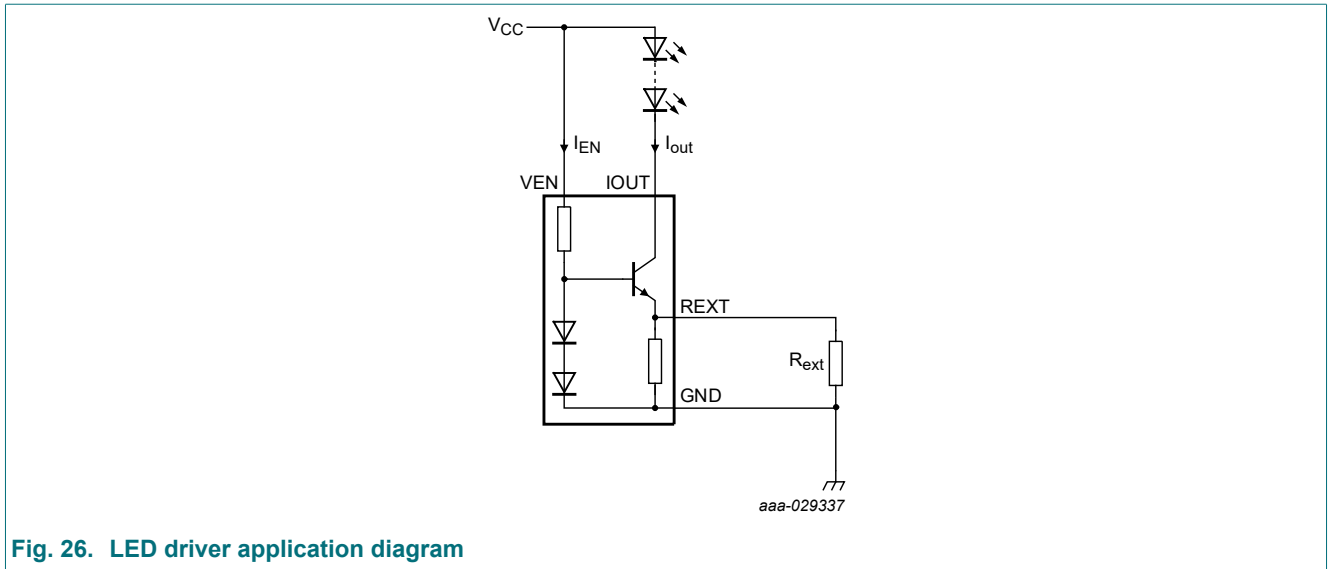 VCC
IEN
Iout
VEN
IOUT
REXT
Rext
GND
aaa-029337
Fig. 26. LED driver application diagram